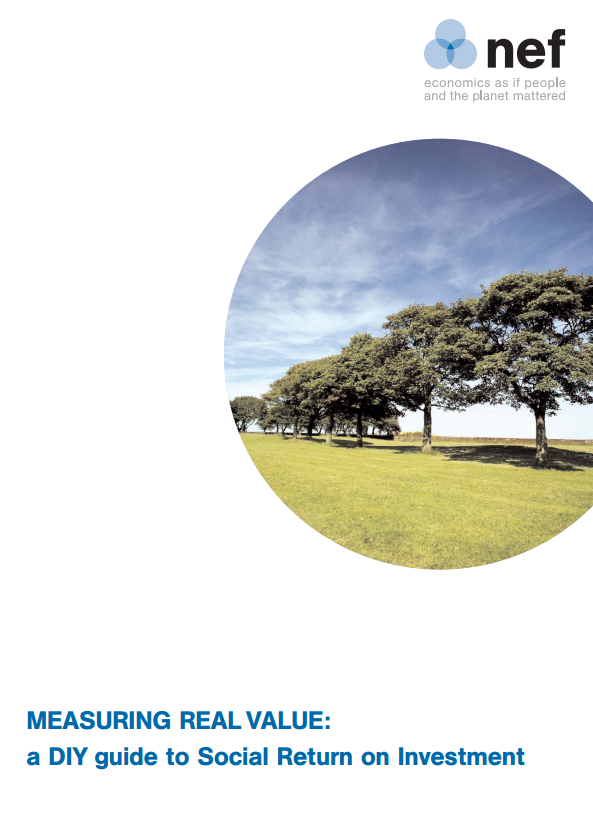 nef
economics as if people
and the planet mattered
MEASURING REAL VALUE:
a DIY guide to Social Return on Investment